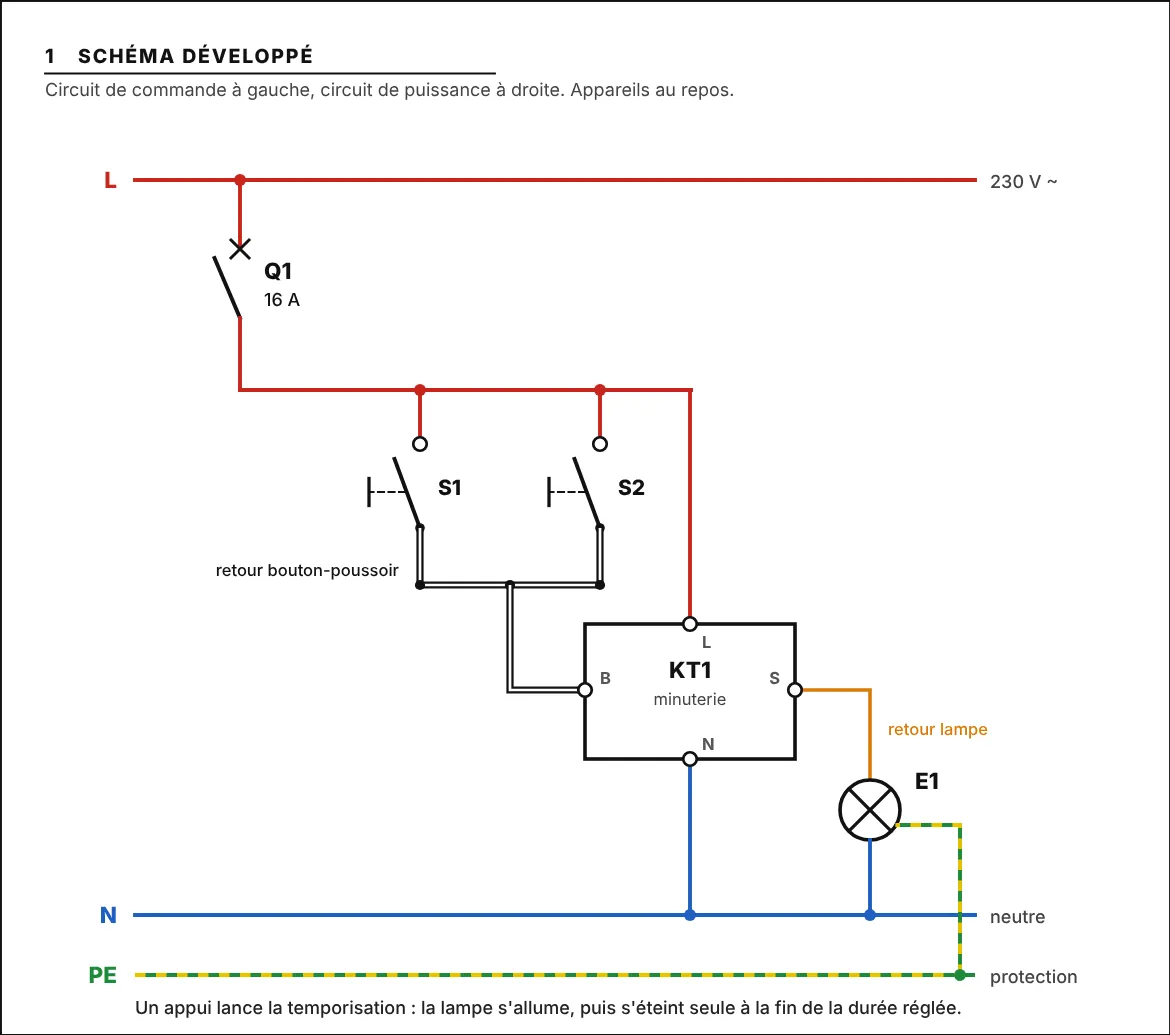 1 SCHÉMA DÉVELOPPÉ
Circuit de commande à gauche, circuit de puissance à droite. Appareils au repos.
L
230 V ~
Q1
16 A
S1
S2
retour bouton-poussoir
L
B
KT1
S
minuterie
retour lampe
N
E1
N
neutre
PE
protection
Un appui lance la temporisation : la lampe s'allume, puis s'éteint seule à la fin de la durée réglée.